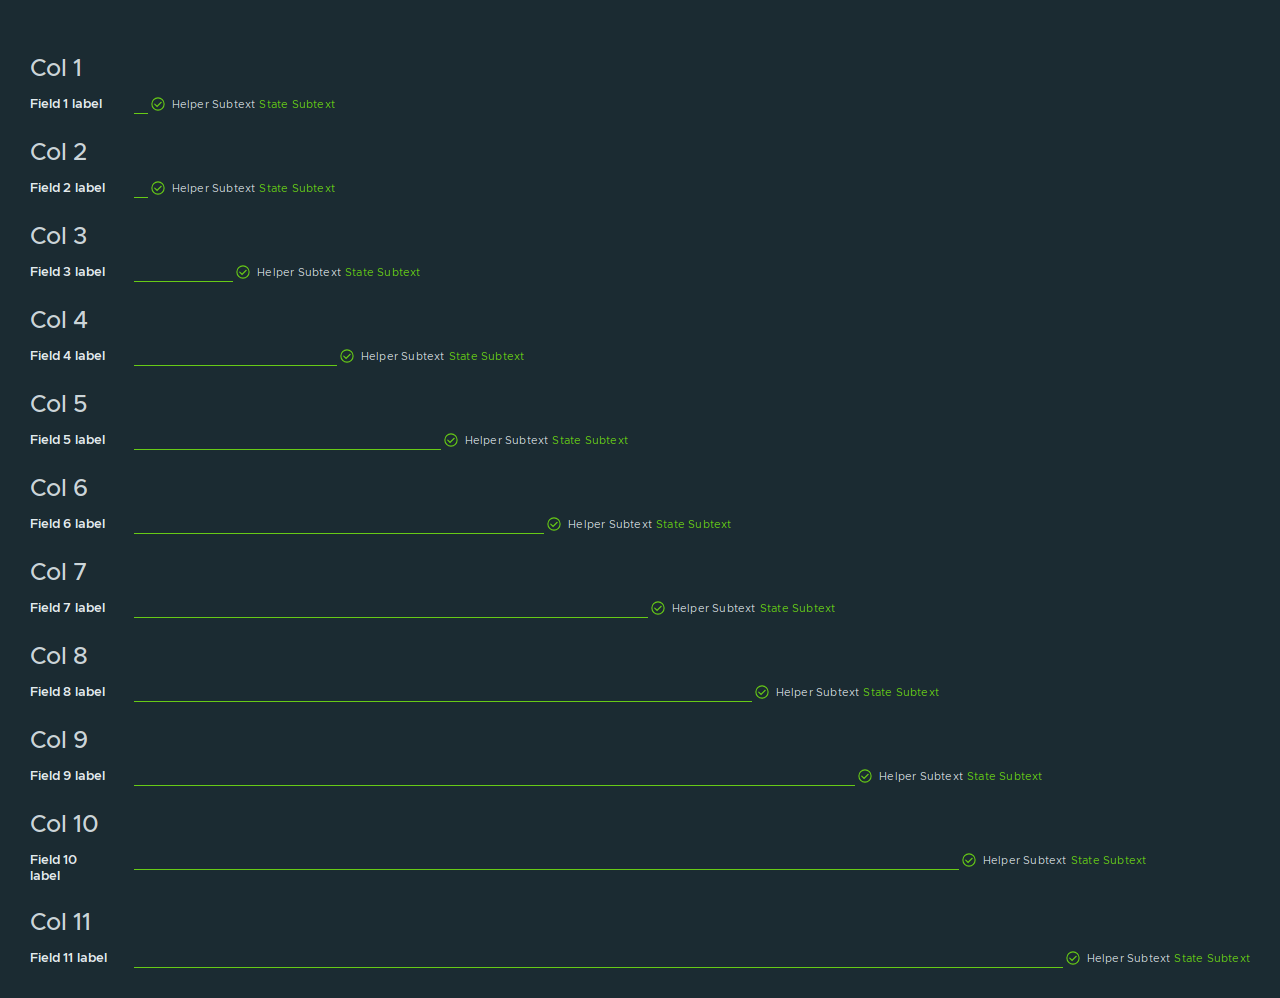 Col 1
Field 1 label Helper Subtext State Subtext
Col 2
Field 2 label Helper Subtext State Subtext
Col 3
Field 3 label Helper Subtext State Subtext
Col 4
Field 4 label Helper Subtext State Subtext
Col 5
Field 5 label Helper Subtext State Subtext
Col 6
Field 6 label Helper Subtext State Subtext
Col 7
Field 7 label Helper Subtext State Subtext
Col 8
Field 8 label Helper Subtext State Subtext
Col 9
Field 9 label Helper Subtext State Subtext
Col 10
Field 10 Helper Subtext State Subtext
label
Col 11
Field 11 label Helper Subtext State Subtext